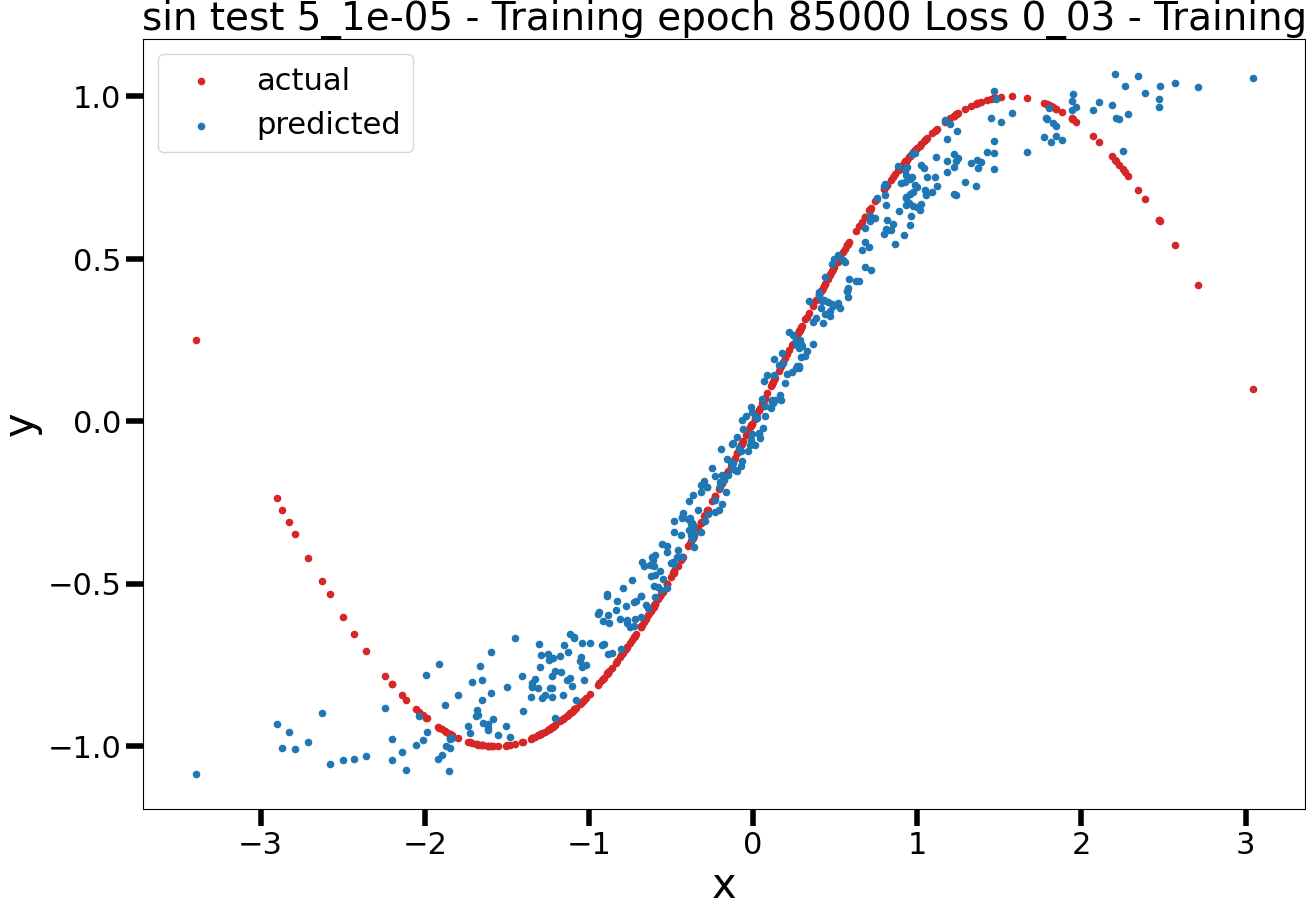 sin test 5_1e-05 - Training epoch 85000 Loss 0_03 - Training
actual
predicted
1.0
0.5
0.0
−0.5
−1.0
y
−3
−2
−1
0
1
2
3
x